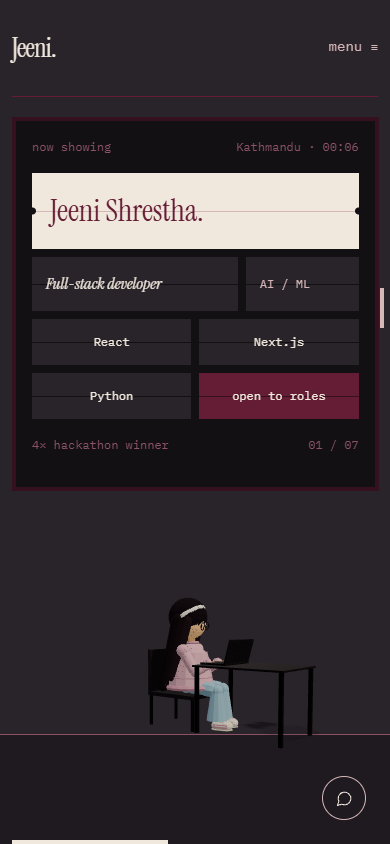 Jeeni.
menu ≡
now showing
Kathmandu · 00:06
Jeeni Shrestha.
Full-stack developer
AI / ML
React
Next.js
Python
open to roles
4× hackathon winner
01 / 07